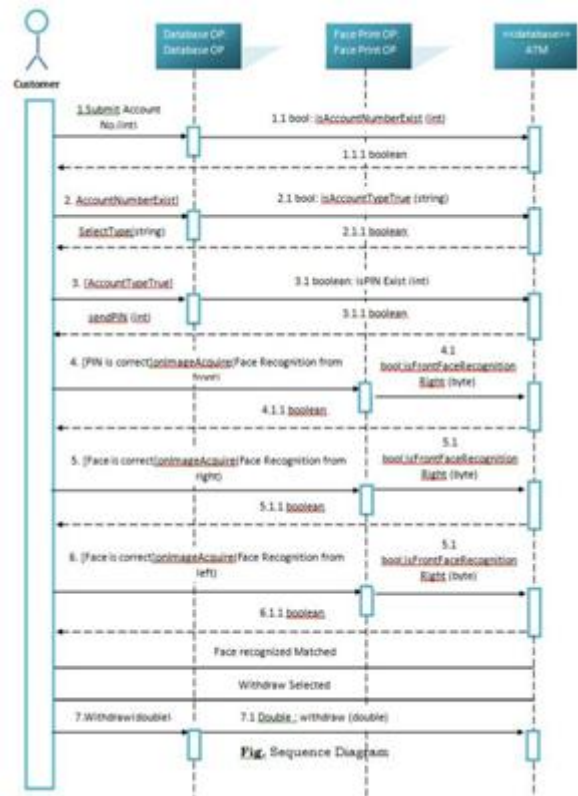 Database OP:
Database OP
Face Print OP:
Face Print OP
<<database>>
ATM
Customer
1.Submit Account
No.(int)
1.1 bool: isAccountNumberExist (int)
1.1.1 boolean
2. AccountNumberExist]
SelectType(string)
2.1 bool: isAccountTypeTrue (string)
2.1.1 boolean
3. [AccountTypeTrue]
sendPIN (int)
3.1 boolean: isPIN Exist (int)
3.1.1 boolean
4. [PIN is correct]onImageAcquire(Face Recognition from
front)
4.1
bool:isFrontFaceRecognition
Right (byte)
4.1.1 boolean
5. [Face is correct]onImageAcquire(Face Recognition from
right)
5.1
bool:isFrontFaceRecognition
Right (byte)
5.1.1 boolean
6. [Face is correct]onImageAcquire(Face Recognition from
left)
5.1
bool:isFrontFaceRecognition
Right (byte)
6.1.1 boolean
Face recognized Matched
Withdraw Selected
7.Withdraw(double)
7.1 Double : withdraw (double)
Fig. Sequence Diagram